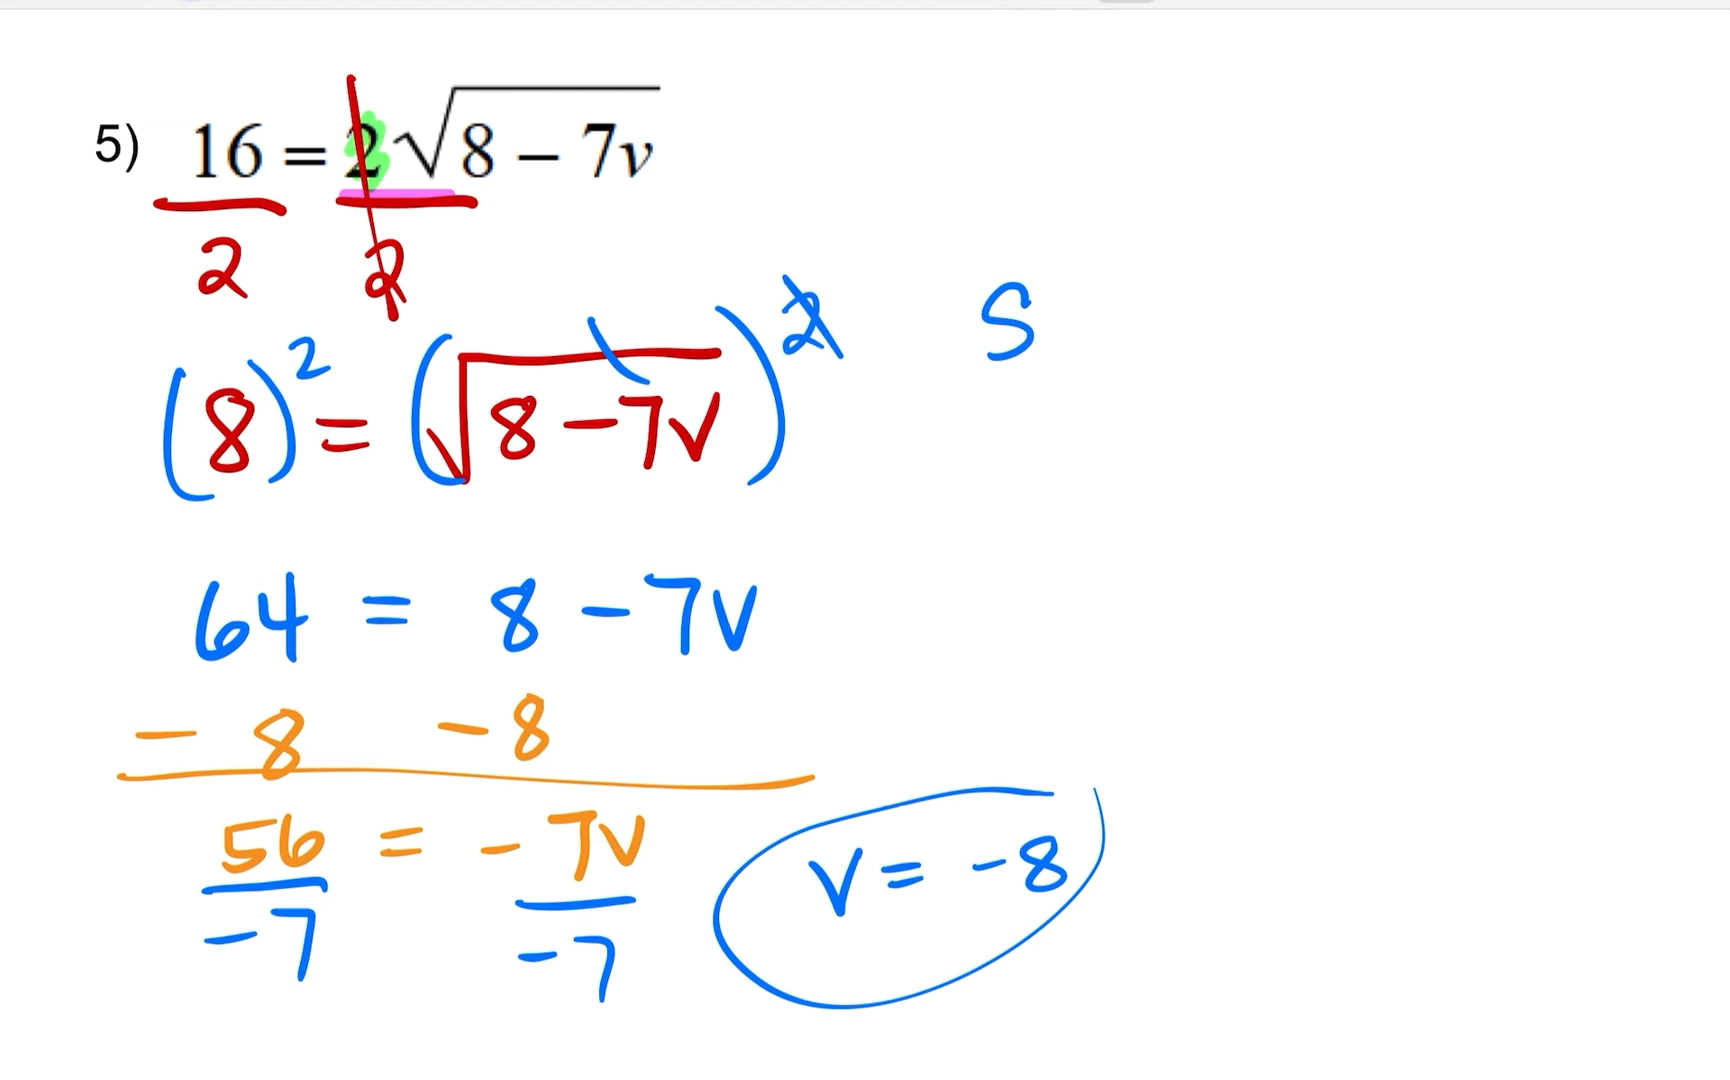 5) 16 = 2√8 − 7v
2 2
(8)² = (√8 − 7v)² S
64 = 8 − 7v
− 8 − 8
56 = − 7v
−7 −7
v = −8